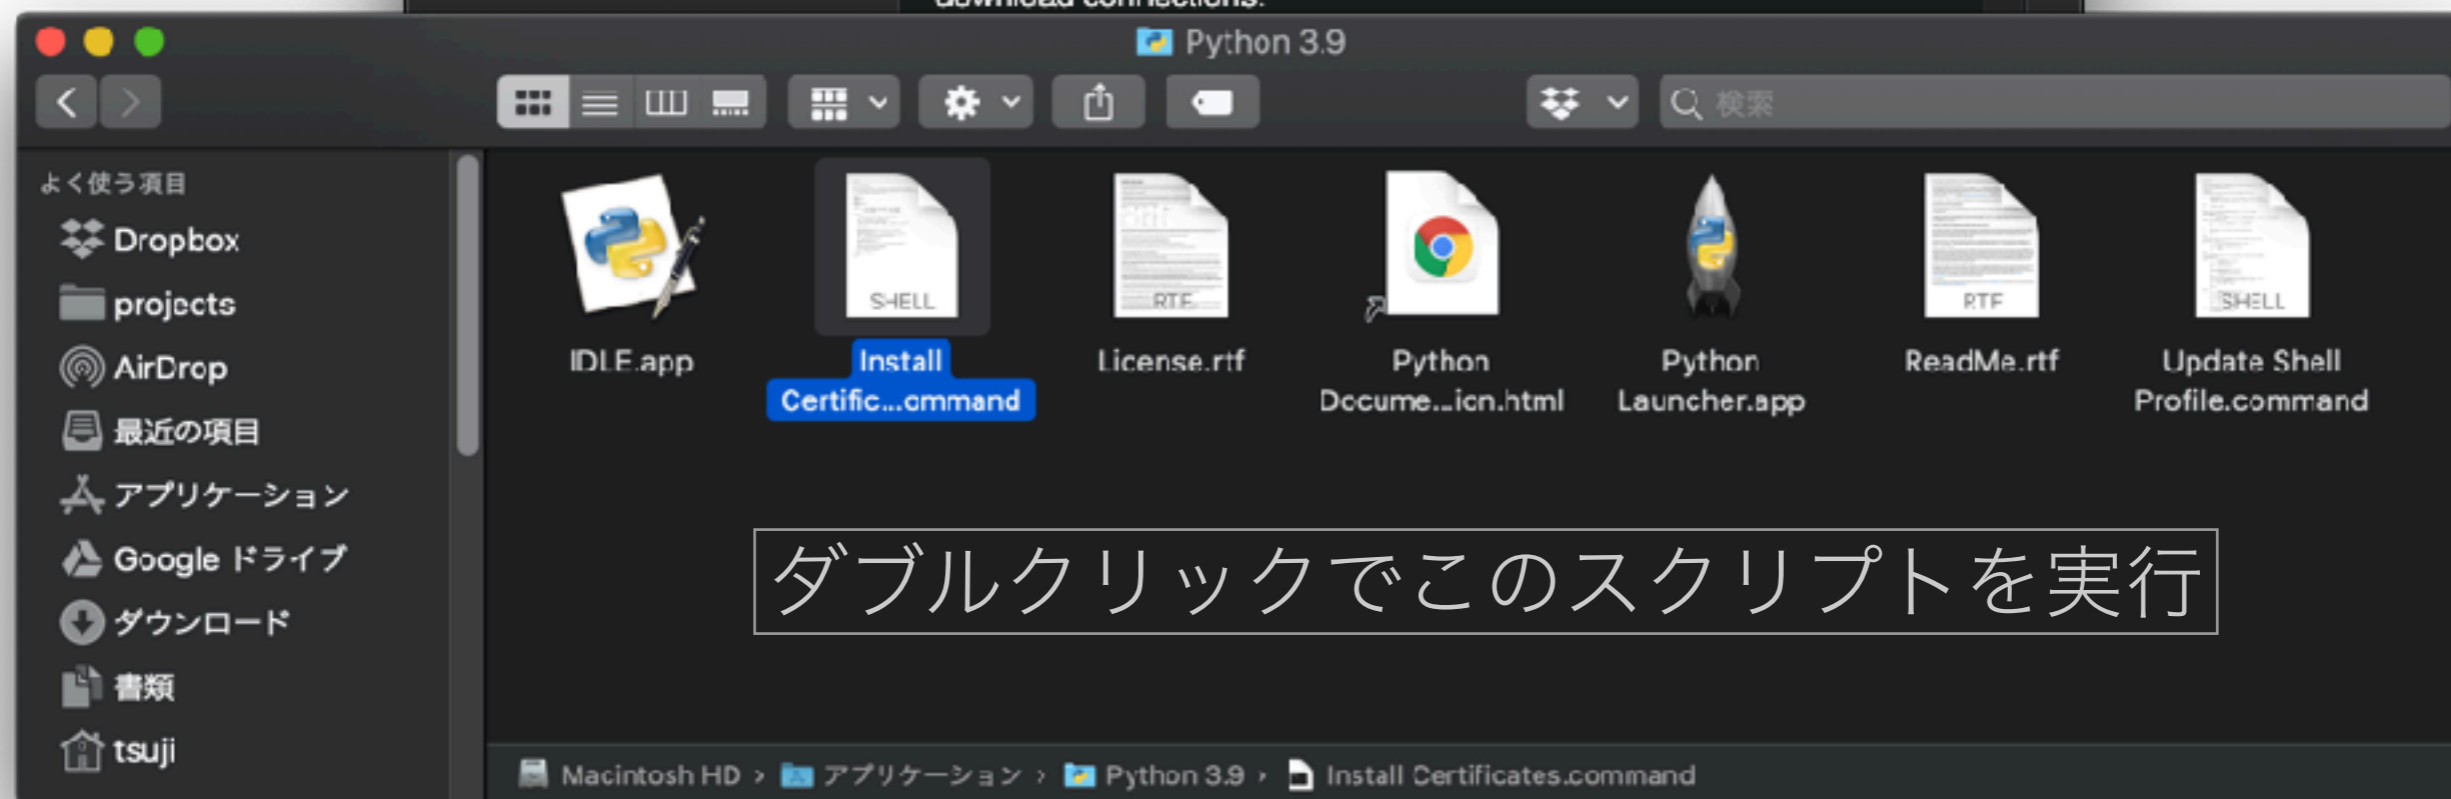 download connections.
Python 3.9
検索
よく使う項目
Dropbox
projects
AirDrop
最近の項目
アプリケーション
Google ドライブ
ダウンロード
書類
tsuji
SHELL
RTF
RTF
SHELL
IDLE.app
Install
Certific...ommand
License.rtf
Python
Docume...ion.html
Python
Launcher.app
ReadMe.rtf
Update Shell
Profile.command
ダブルクリックでこのスクリプトを実行
Macintosh HD › アプリケーション › Python 3.9 › Install Certificates.command